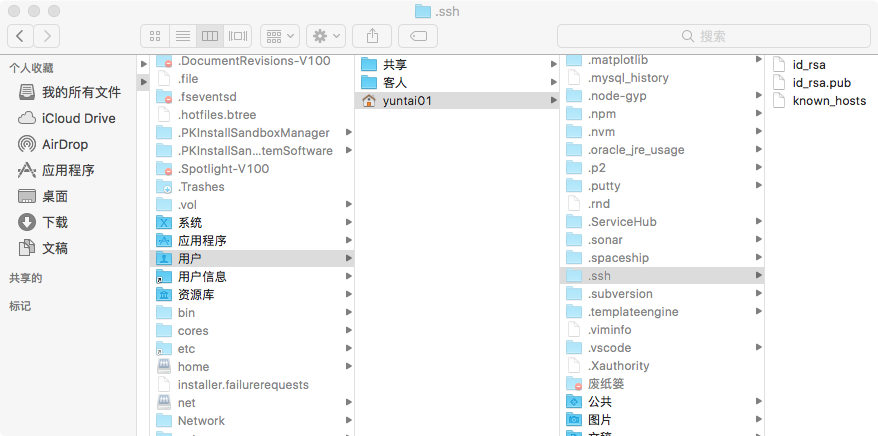 .ssh
搜索
个人收藏
我的所有文件
iCloud Drive
AirDrop
应用程序
桌面
下载
文稿
共享的
标记
.DocumentRevisions-V100
.file
.fseventsd
.hotfiles.btree
.PKInstallSandboxManager
.PKInstallSan...temSoftware
.Spotlight-V100
.Trashes
.vol
系统
应用程序
用户
用户信息
资源库
bin
cores
etc
home
installer.failurerequests
net
Network
共享
客人
yuntai01
.matplotlib
.mysql_history
.node-gyp
.npm
.nvm
.oracle_jre_usage
.p2
.putty
.rnd
.ServiceHub
.sonar
.spaceship
.ssh
.subversion
.templateengine
.viminfo
.vscode
.Xauthority
废纸篓
公共
图片
id_rsa
id_rsa.pub
known_hosts